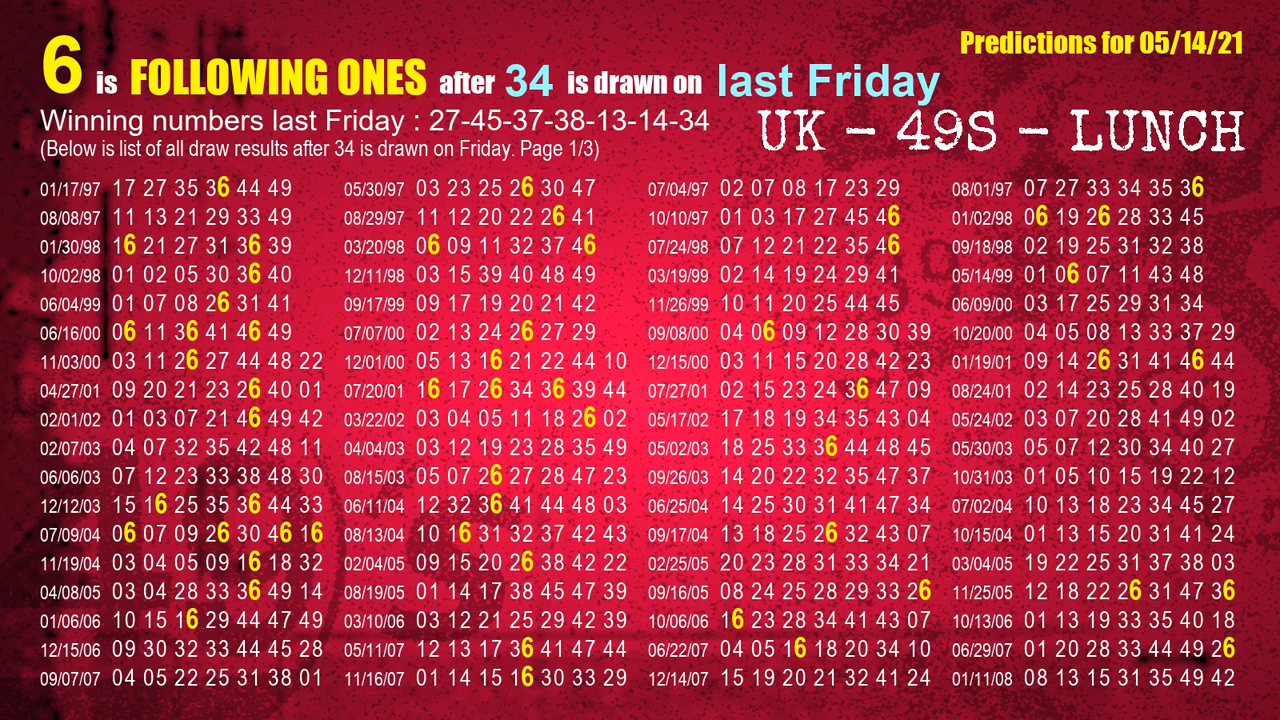 6 is FOLLOWING ONES after 34 is drawn on last Friday
Predictions for 05/14/21
Winning numbers last Friday : 27-45-37-38-13-14-34
(Below is list of all draw results after 34 is drawn on Friday. Page 1/3)
UK - 49S - LUNCH
01/17/97 17 27 35 36 44 49 05/30/97 03 23 25 26 30 47 07/04/97 02 07 08 17 23 29 08/01/97 07 27 33 34 35 36
08/08/97 11 13 21 29 33 49 08/29/97 11 12 20 22 26 41 10/10/97 01 03 17 27 45 46 01/02/98 06 19 26 28 33 45
01/30/98 16 21 27 31 36 39 03/20/98 06 09 11 32 37 46 07/24/98 07 12 21 22 35 46 09/18/98 02 19 25 31 32 38
10/02/98 01 02 05 30 36 40 12/11/98 03 15 39 40 48 49 03/19/99 02 14 19 24 29 41 05/14/99 01 06 07 11 43 48
06/04/99 01 07 08 26 31 41 09/17/99 09 17 19 20 21 42 11/26/99 10 11 20 25 44 45 06/09/00 03 17 25 29 31 34
06/16/00 06 11 36 41 46 49 07/07/00 02 13 24 26 27 29 09/08/00 04 06 09 12 28 30 39 10/20/00 04 05 08 13 33 37 29
11/03/00 03 11 26 27 44 48 22 12/01/00 05 13 16 21 22 44 10 12/15/00 03 11 15 20 28 42 23 01/19/01 09 14 26 31 41 46 44
04/27/01 09 20 21 23 26 40 01 07/20/01 16 17 26 34 36 39 44 07/27/01 02 15 23 24 36 47 09 08/24/01 02 14 23 25 28 40 19
02/01/02 01 03 07 21 46 49 42 03/22/02 03 04 05 11 18 26 02 05/17/02 17 18 19 34 35 43 04 05/24/02 03 07 20 28 41 49 02
02/07/03 04 07 32 35 42 48 11 04/04/03 03 12 19 23 28 35 49 05/02/03 18 25 33 36 44 48 45 05/30/03 05 07 12 30 34 40 27
06/06/03 07 12 23 33 38 48 30 08/15/03 05 07 26 27 28 47 23 09/26/03 14 20 22 32 35 47 37 10/31/03 01 05 10 15 19 22 12
12/12/03 15 16 25 35 36 44 33 06/11/04 12 32 36 41 44 48 03 06/25/04 14 25 30 31 41 47 34 07/02/04 10 13 18 23 34 45 27
07/09/04 06 07 09 26 30 46 16 08/13/04 10 16 31 32 37 42 43 09/17/04 13 18 25 26 32 43 07 10/15/04 01 13 15 20 31 41 24
11/19/04 03 04 05 09 16 18 32 02/04/05 09 15 20 26 38 42 22 02/25/05 20 23 28 31 33 34 21 03/04/05 19 22 25 31 37 38 03
04/08/05 03 04 28 33 36 49 14 08/19/05 01 14 17 38 45 47 39 09/16/05 08 24 25 28 29 33 26 11/25/05 12 18 22 26 31 47 36
01/06/06 10 15 16 29 44 47 49 03/10/06 03 12 21 25 29 42 39 10/06/06 16 23 28 34 41 43 07 10/13/06 01 13 19 33 35 40 18
12/15/06 09 30 32 33 44 45 28 05/11/07 12 13 17 36 41 47 44 06/22/07 04 05 16 18 20 34 10 06/29/07 01 20 28 33 44 49 26
09/07/07 04 05 22 25 31 38 01 11/16/07 01 14 15 16 30 33 29 12/14/07 15 19 20 21 32 41 24 01/11/08 08 13 15 31 35 49 42